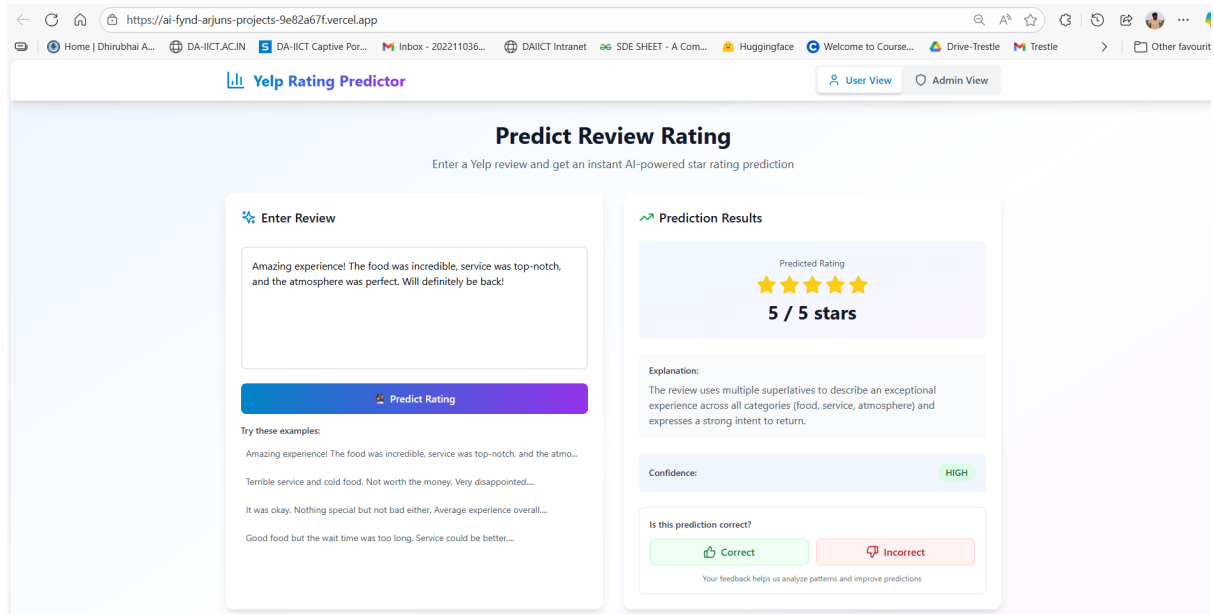 https://ai-fynd-arjuns-projects-9e82a67f.vercel.app
Home | Dhirubhai A...
DA-IICT.AC.IN
DA-IICT Captive Por...
Inbox - 202211036...
DAIICT Intranet
SDE SHEET - A Com...
Huggingface
Welcome to Course...
Drive-Trestle
Trestle
Other favourit
Yelp Rating Predictor
User View
Admin View
Predict Review Rating
Enter a Yelp review and get an instant AI-powered star rating prediction
Enter Review
Amazing experience! The food was incredible, service was top-notch,
and the atmosphere was perfect. Will definitely be back!
Predict Rating
Try these examples:
Amazing experience! The food was incredible, service was top-notch, and the atmo...
Terrible service and cold food. Not worth the money. Very disappointed....
It was okay. Nothing special but not bad either. Average experience overall....
Good food but the wait time was too long. Service could be better....
Prediction Results
Predicted Rating
5 / 5 stars
Explanation:
The review uses multiple superlatives to describe an exceptional
experience across all categories (food, service, atmosphere) and
expresses a strong intent to return.
Confidence:
HIGH
Is this prediction correct?
Correct
Incorrect
Your feedback helps us analyze patterns and improve predictions